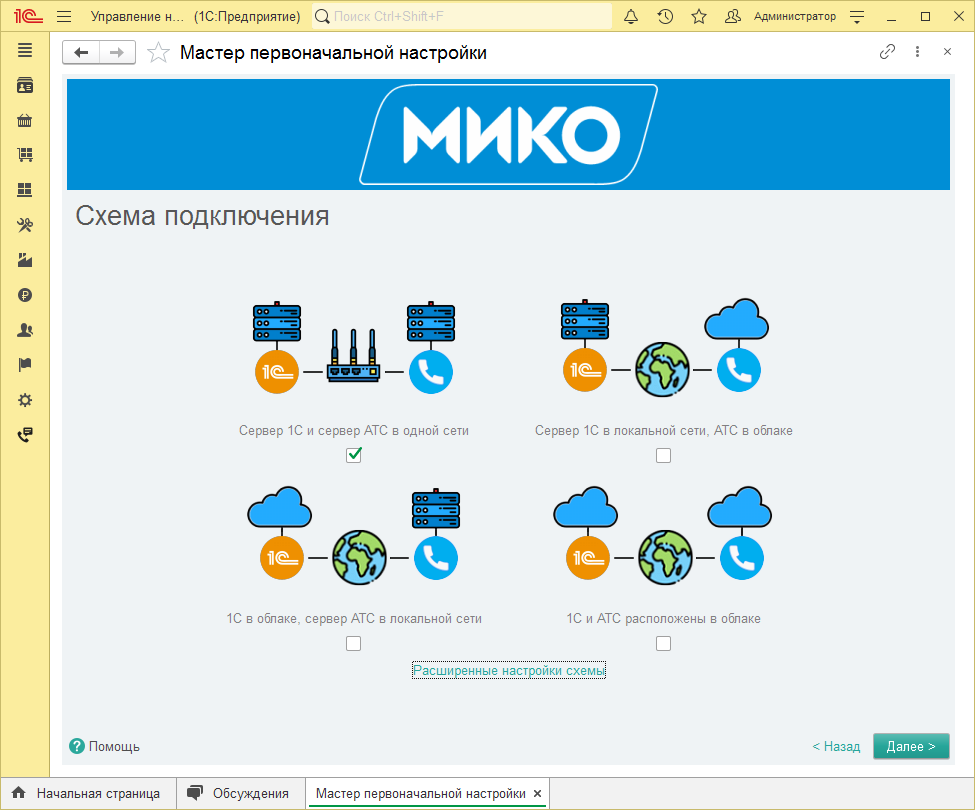 1С Управление н... (1С:Предприятие) Поиск Ctrl+Shift+F Администратор
Мастер первоначальной настройки
МИКО
Схема подключения
1С
1С
Сервер 1С и сервер АТС в одной сети
Сервер 1С в локальной сети, АТС в облаке
1С
1С
1С в облаке, сервер АТС в локальной сети
1С и АТС расположены в облаке
Расширенные настройки схемы
? Помощь
< Назад
Далее >
Начальная страница
Обсуждения
Мастер первоначальной настройки